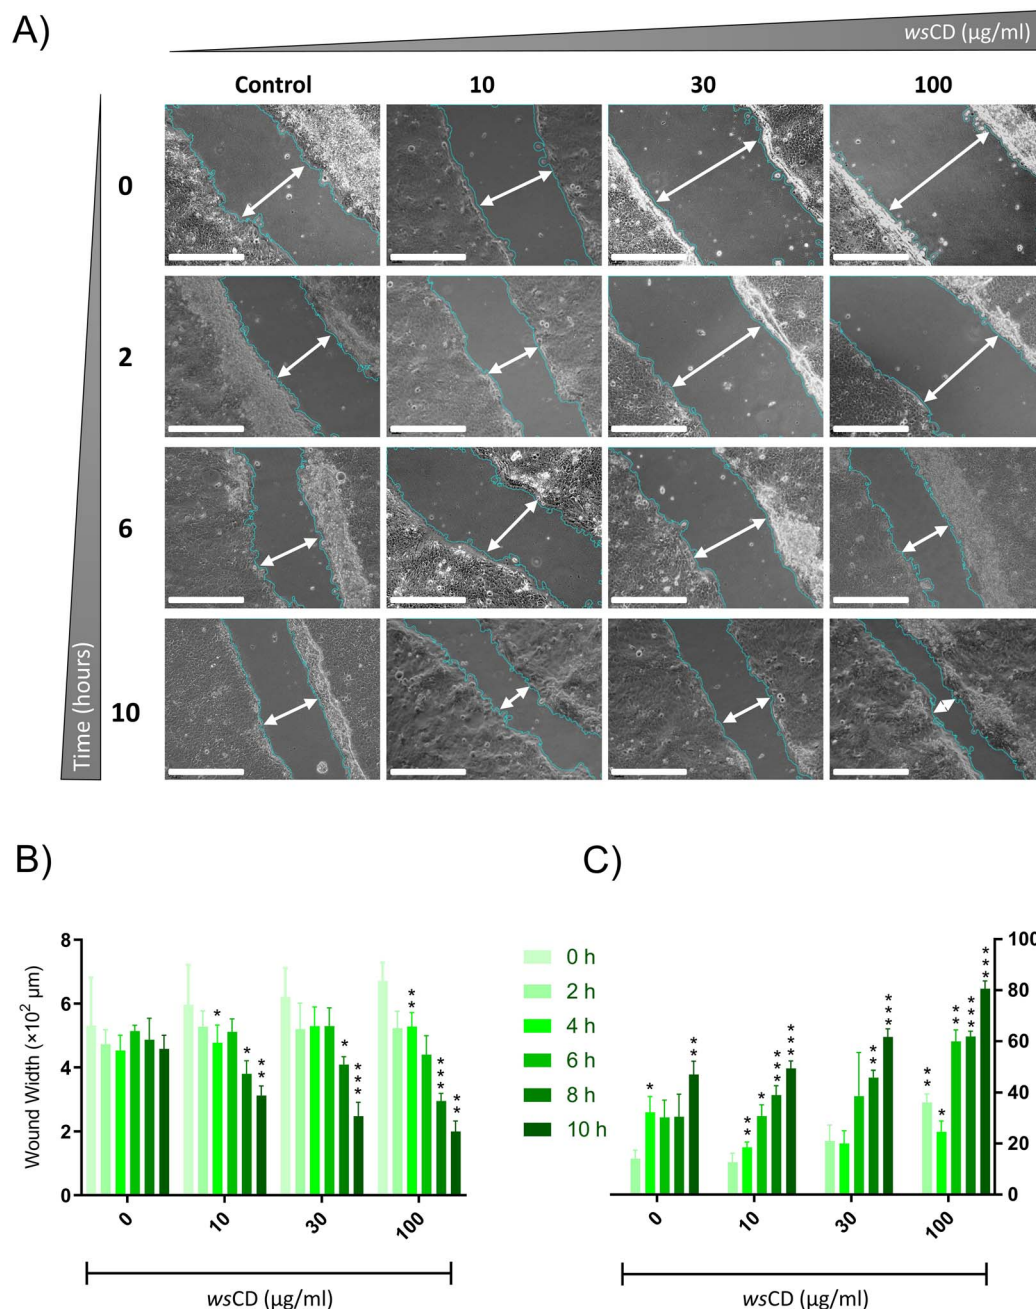 A)
wsCD (µg/ml)
Control 10 30 100
0
2
6
10
Time (hours)
B)
C)
Wound Width (×10² µm)
8
6
4
2
0
* * ** * *** ** *** **
0 10 30 100
wsCD (µg/ml)
0 h
2 h
4 h
6 h
8 h
10 h
100
80
60
40
20
0
* ** ** * *** *** ** *** ** * ** *** ***
0 10 30 100
wsCD (µg/ml)